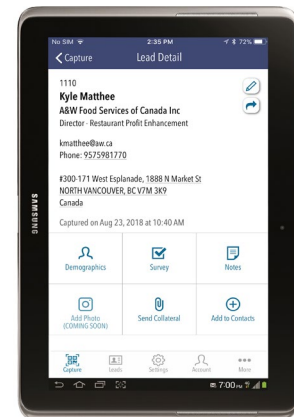 No SIM 2:35 PM 72%
Capture Lead Detail
1110
Kyle Matthee
A&W Food Services of Canada Inc
Director - Restaurant Profit Enhancement
kmatthee@aw.ca
Phone: 9575981770
#300-171 West Esplanade, 1888 N Market St
NORTH VANCOUVER, BC V7M 3K9
Canada
Captured on Aug 23, 2018 at 10:40 AM
SAMSUNG
Demographics Survey Notes
Add Photo
(COMING SOON) Send Collateral Add to Contacts
Capture Leads Settings Account More
7:00 PM